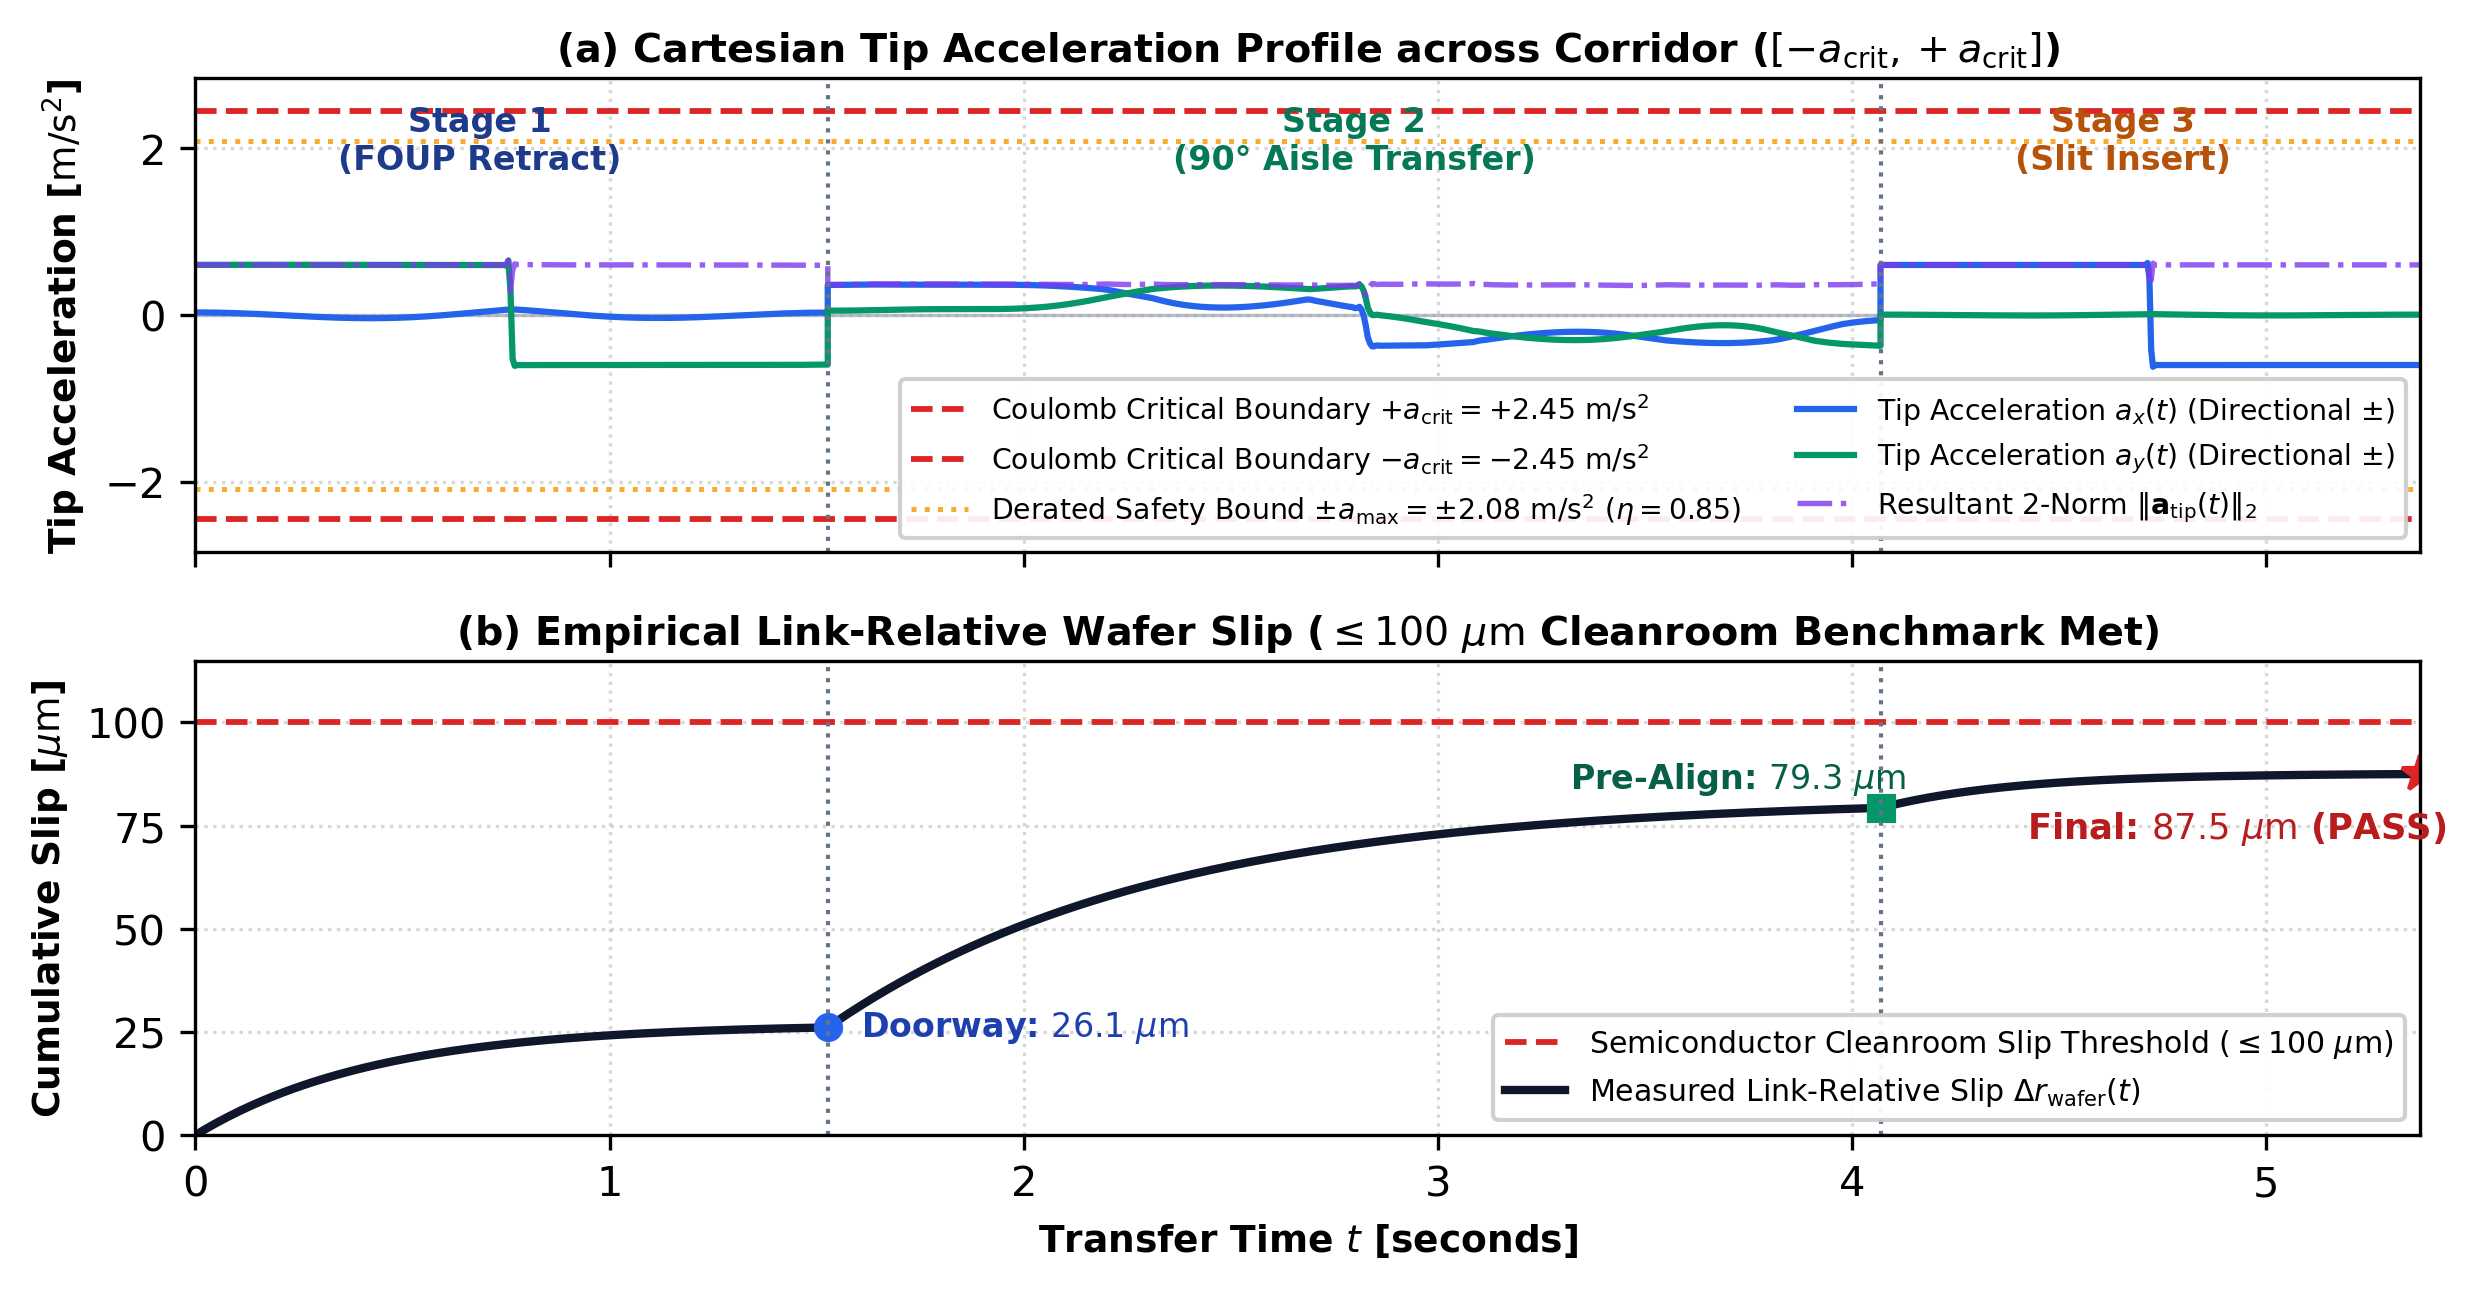 (a) Cartesian Tip Acceleration Profile across Corridor ([−a_crit, +a_crit])
Tip Acceleration [m/s²]
2
0
−2
Stage 1
(FOUP Retract)
Stage 2
(90° Aisle Transfer)
Stage 3
(Slit Insert)
Coulomb Critical Boundary +a_crit = +2.45 m/s²
Coulomb Critical Boundary −a_crit = −2.45 m/s²
Derated Safety Bound ±a_max = ±2.08 m/s² (η = 0.85)
Tip Acceleration a_x(t) (Directional ±)
Tip Acceleration a_y(t) (Directional ±)
Resultant 2-Norm ‖a_tip(t)‖₂
(b) Empirical Link-Relative Wafer Slip (≤100 μm Cleanroom Benchmark Met)
Cumulative Slip [μm]
100
75
50
25
0
Pre-Align: 79.3 μm
Final: 87.5 μm (PASS)
Doorway: 26.1 μm
Semiconductor Cleanroom Slip Threshold (≤100 μm)
Measured Link-Relative Slip Δr_wafer(t)
0 1 2 3 4 5
Transfer Time t [seconds]